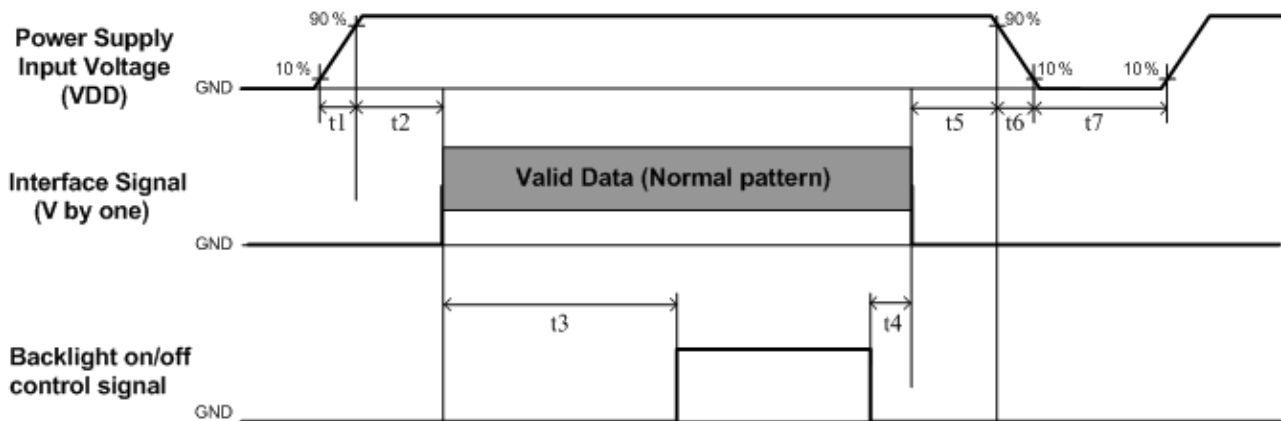 Power Supply
Input Voltage
(VDD)
90 %
10 %
GND
t1
t2
90 %
10 %
10 %
t5
t6
t7
Interface Signal
(V by one)
Valid Data (Normal pattern)
GND
t3
t4
Backlight on/off
control signal
GND